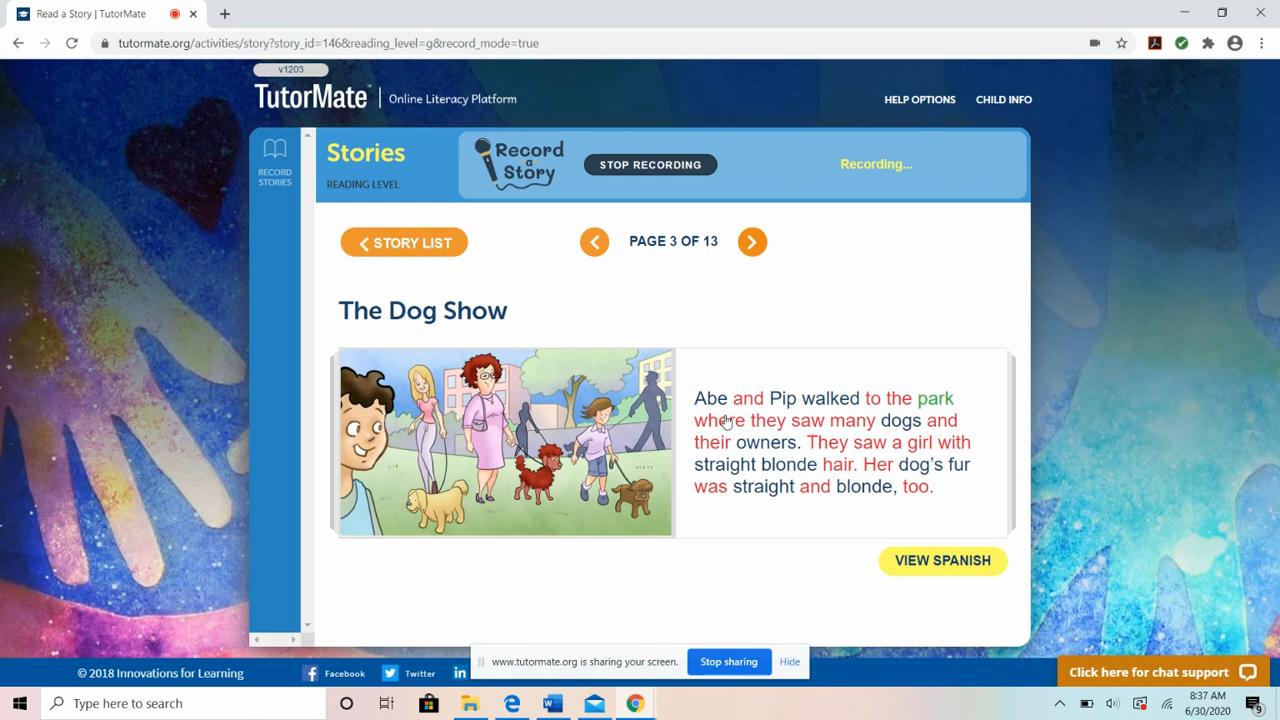 Read a Story | TutorMate
tutormate.org/activities/story?story_id=146&reading_level=g&record_mode=true
v1203
TutorMate™ | Online Literacy Platform
HELP OPTIONS CHILD INFO
RECORD
STORIES
Stories
READING LEVEL
Record
a
Story
STOP RECORDING
Recording...
STORY LIST
PAGE 3 OF 13
The Dog Show
Abe and Pip walked to the park
where they saw many dogs and
their owners. They saw a girl with
straight blonde hair. Her dog's fur
was straight and blonde, too.
VIEW SPANISH
www.tutormate.org is sharing your screen. Stop sharing Hide
© 2018 Innovations for Learning Facebook Twitter in
Click here for chat support
Type here to search
8:37 AM
6/30/2020
9